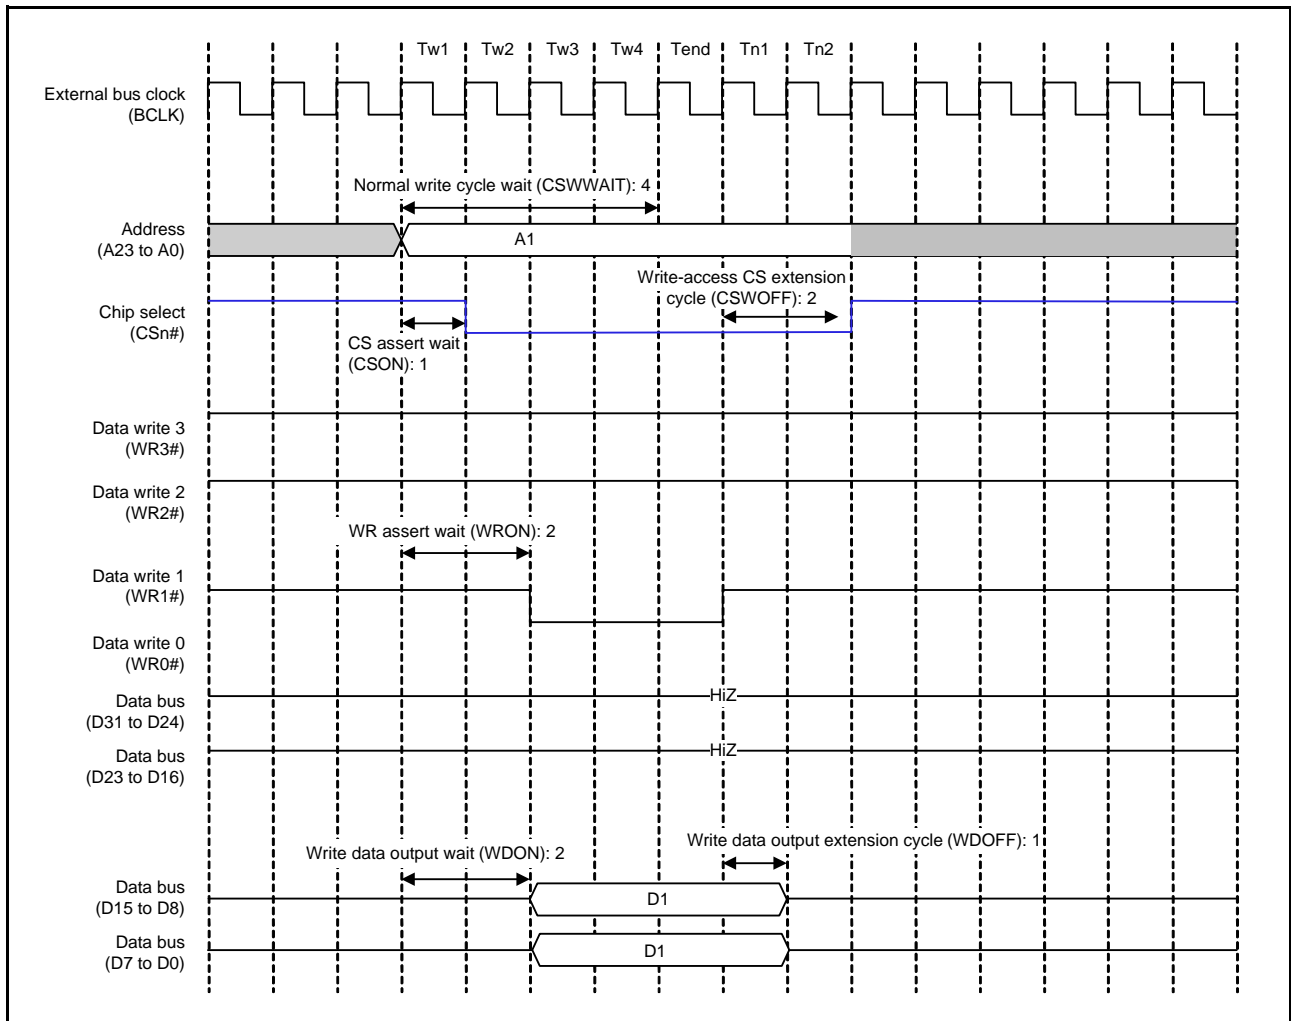 Tw1 Tw2 Tw3 Tw4 Tend Tn1 Tn2
External bus clock
(BCLK)
Normal write cycle wait (CSWWAIT): 4
Address
(A23 to A0)
A1
Write-access CS extension
cycle (CSWOFF): 2
Chip select
(CSn#)
CS assert wait
(CSON): 1
Data write 3
(WR3#)
Data write 2
(WR2#)
WR assert wait (WRON): 2
Data write 1
(WR1#)
Data write 0
(WR0#)
Data bus
(D31 to D24)
HiZ
Data bus
(D23 to D16)
HiZ
Write data output extension cycle (WDOFF): 1
Write data output wait (WDON): 2
Data bus
(D15 to D8)
D1
Data bus
(D7 to D0)
D1